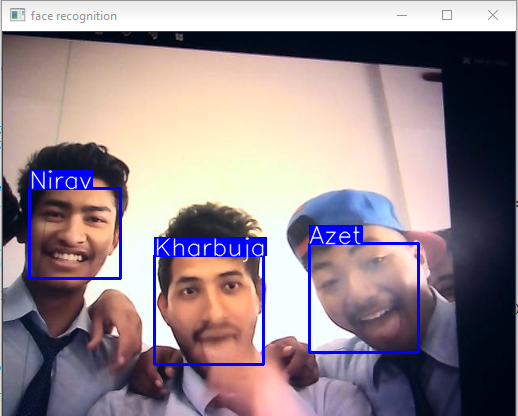 face recognition
Nirav
Kharbuja
Azet